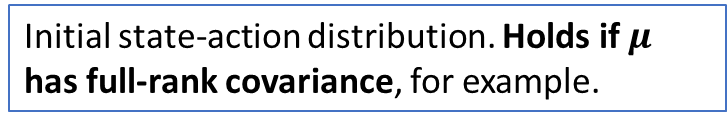 Initial state-action distribution. Holds if μ
has full-rank covariance, for example.